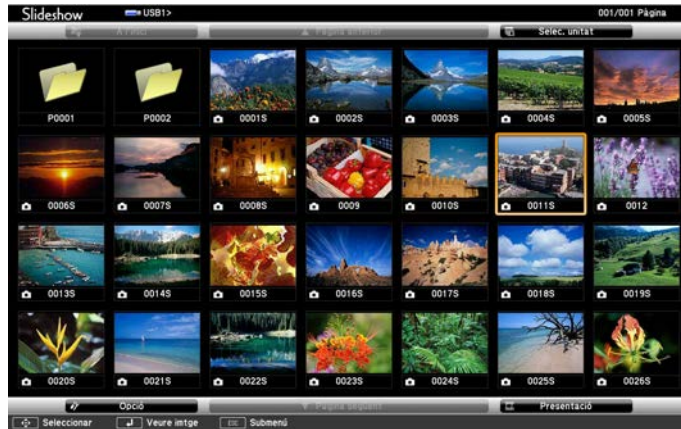 Slideshow USB1> 001/001 Pàgina
A l'inici Pàgina anterior Selec. unitat
P0001 P0002 0001S 0002S 0003S 0004S 0005S
0006S 0007S 0008S 0009 0010S 0011S 0012
0013S 0014S 0015S 0016S 0017S 0018S 0019S
0020S 0021S 0022S 0023S 0024S 0025S 0026S
Opció Pàgina següent Presentació
Seleccionar Veure imtge Esc Submenú